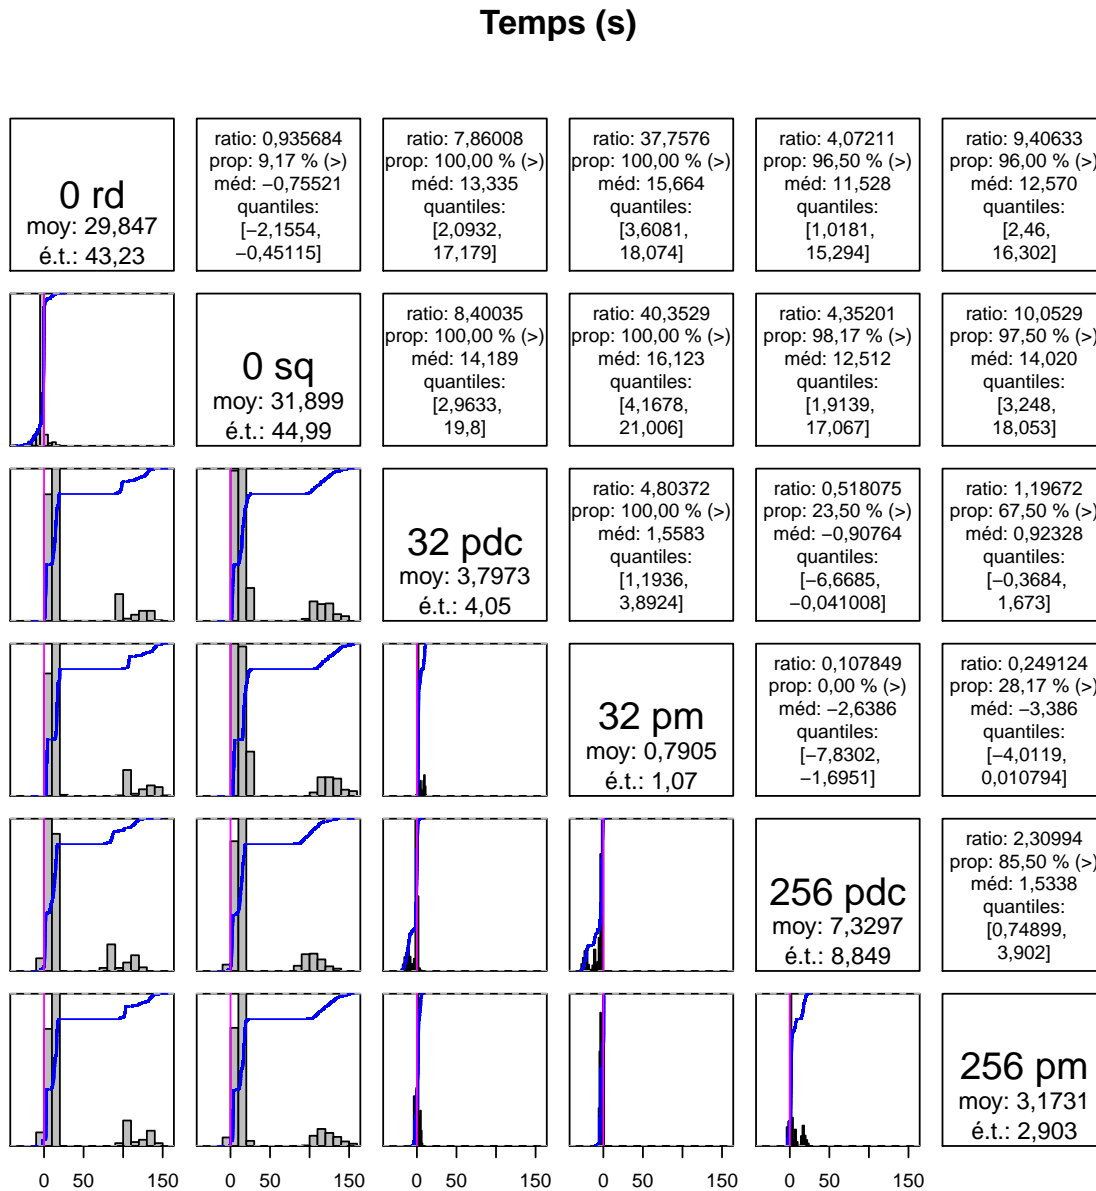 Temps (s)
0 rd
moy: 29,847
é.t.: 43,23
ratio: 0,935684
prop: 9,17 % (>)
méd: −0,75521
quantiles:
[−2,1554,
−0,45115]
ratio: 7,86008
prop: 100,00 % (>)
méd: 13,335
quantiles:
[2,0932,
17,179]
ratio: 37,7576
prop: 100,00 % (>)
méd: 15,664
quantiles:
[3,6081,
18,074]
ratio: 4,07211
prop: 96,50 % (>)
méd: 11,528
quantiles:
[1,0181,
15,294]
ratio: 9,40633
prop: 96,00 % (>)
méd: 12,570
quantiles:
[2,46,
16,302]
0 sq
moy: 31,899
é.t.: 44,99
ratio: 8,40035
prop: 100,00 % (>)
méd: 14,189
quantiles:
[2,9633,
19,8]
ratio: 40,3529
prop: 100,00 % (>)
méd: 16,123
quantiles:
[4,1678,
21,006]
ratio: 4,35201
prop: 98,17 % (>)
méd: 12,512
quantiles:
[1,9139,
17,067]
ratio: 10,0529
prop: 97,50 % (>)
méd: 14,020
quantiles:
[3,248,
18,053]
32 pdc
moy: 3,7973
é.t.: 4,05
ratio: 4,80372
prop: 100,00 % (>)
méd: 1,5583
quantiles:
[1,1936,
3,8924]
ratio: 0,518075
prop: 23,50 % (>)
méd: −0,90764
quantiles:
[−6,6685,
−0,041008]
ratio: 1,19672
prop: 67,50 % (>)
méd: 0,92328
quantiles:
[−0,3684,
1,673]
32 pm
moy: 0,7905
é.t.: 1,07
ratio: 0,107849
prop: 0,00 % (>)
méd: −2,6386
quantiles:
[−7,8302,
−1,6951]
ratio: 0,249124
prop: 28,17 % (>)
méd: −3,386
quantiles:
[−4,0119,
0,010794]
256 pdc
moy: 7,3297
é.t.: 8,849
ratio: 2,30994
prop: 85,50 % (>)
méd: 1,5338
quantiles:
[0,74899,
3,902]
256 pm
moy: 3,1731
é.t.: 2,903
0 50 150
0 50 150
0 50 150
0 50 150
0 50 150